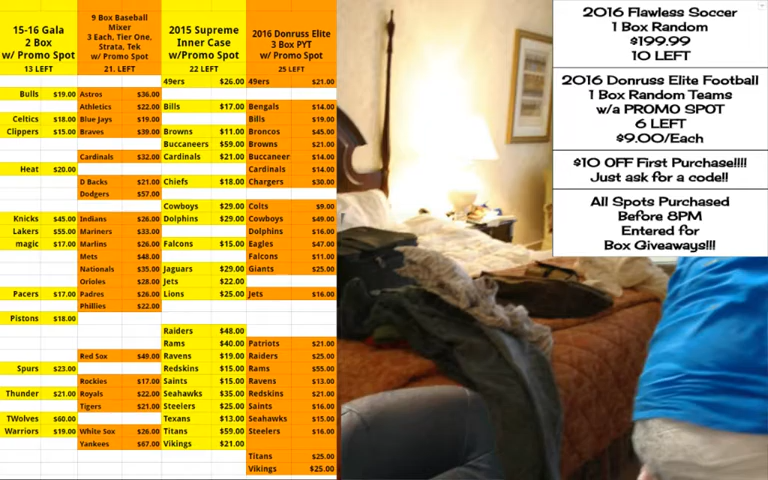 15-16 Gala
2 Box
w/ Promo Spot
13 LEFT
Bulls $19.00
Celtics $18.00
Clippers $15.00
Heat $20.00
Knicks $45.00
Lakers $55.00
magic $17.00
Pacers $17.00
Pistons $18.00
Spurs $23.00
Thunder $21.00
TWolves $60.00
Warriors $19.00
9 Box Baseball
Mixer
3 Each, Tier One,
Strata, Tek
w/ Promo Spot
21. LEFT
Astros $36.00
Athletics $22.00
Blue Jays $19.00
Braves $39.00
Cardinals $32.00
D Backs $21.00
Dodgers $57.00
Indians $26.00
Mariners $33.00
Marlins $26.00
Mets $48.00
Nationals $35.00
Orioles $28.00
Padres $26.00
Phillies $22.00
Red Sox $49.00
Rockies $17.00
Royals $22.00
Tigers $21.00
White Sox $26.00
Yankees $67.00
2015 Supreme
Inner Case
w/Promo Spot
22 LEFT
49ers $26.00
Bills $17.00
Browns $11.00
Buccaneers $59.00
Cardinals $21.00
Chiefs $18.00
Cowboys $29.00
Dolphins $29.00
Falcons $15.00
Jaguars $29.00
Jets $22.00
Lions $25.00
Raiders $48.00
Rams $40.00
Ravens $19.00
Redskins $15.00
Saints $15.00
Seahawks $35.00
Steelers $25.00
Texans $13.00
Titans $59.00
Vikings $21.00
2016 Donruss Elite
3 Box PYT
w/ Promo Spot
25 LEFT
49ers $21.00
Bengals $14.00
Bills $19.00
Broncos $45.00
Browns $21.00
Buccaneer $14.00
Cardinals $14.00
Chargers $30.00
Colts $9.00
Cowboys $49.00
Dolphins $16.00
Eagles $47.00
Falcons $11.00
Giants $25.00
Jets $16.00
Patriots $21.00
Raiders $25.00
Rams $55.00
Ravens $13.00
Redskins $21.00
Saints $16.00
Seahawks $15.00
Steelers $16.00
Titans $25.00
Vikings $25.00
2016 Flawless Soccer
1 Box Random
$199.99
10 LEFT
2016 Donruss Elite Football
1 Box Random Teams
w/a PROMO SPOT
6 LEFT
$9.00/Each
$10 OFF First Purchase!!!!
Just ask for a code!!
All Spots Purchased
Before 8PM
Entered for
Box Giveaways!!!